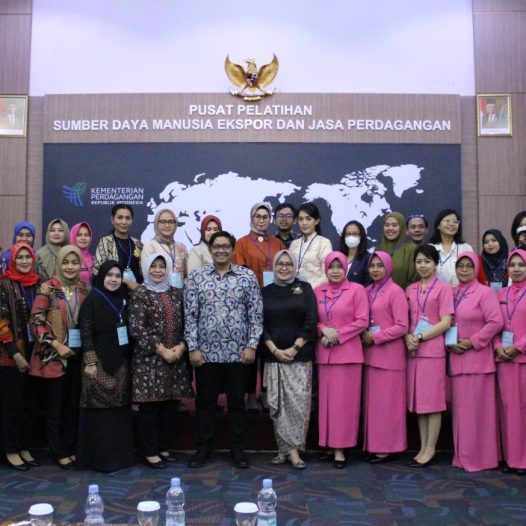 PUSAT PELATIHAN
SUMBER DAYA MANUSIA EKSPOR DAN JASA PERDAGANGAN
KEMENTERIAN
PERDAGANGAN
REPUBLIK INDONESIA